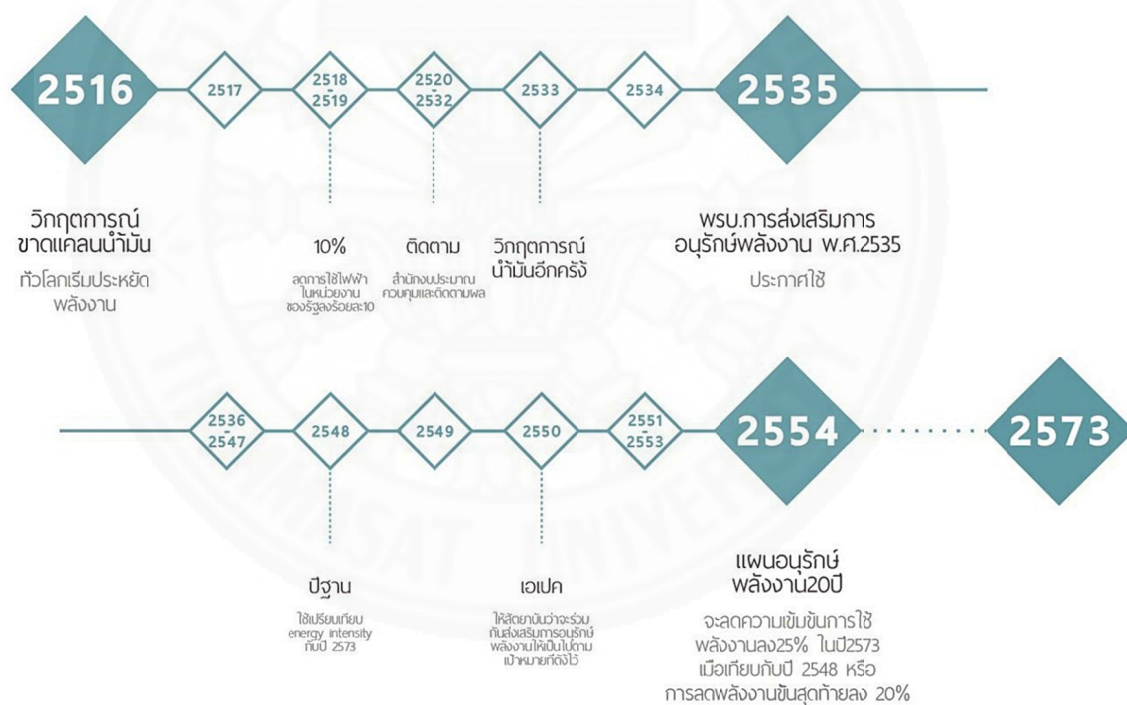 2516
2517
2518
-
2519
2520
-
2532
2533
2534
2535
วิกฤตการณ์
ขาดแคลนน้ำมัน
ทั่วโลกเริ่มประหยัด
พลังงาน
10%
ลดการใช้ไฟฟ้า
ในหน่วยงาน
ของรัฐลงร้อยละ10
ติดตาม
สำนักงบประมาณ
ควบคุมและติดตามผล
วิกฤตการณ์
น้ำมันอีกครั้ง
พรบ.การส่งเสริมการ
อนุรักษ์พลังงาน พ.ศ.2535
ประกาศใช้
2536
-
2547
2548
2549
2550
2551
-
2553
2554
2573
ปีฐาน
ใช้เปรียบเทียบ
energy intensity
กับปี 2573
เอเปค
ให้สัตยาบันว่าจะร่วม
กันส่งเสริมการอนุรักษ์
พลังงานให้เป็นไปตาม
เป้าหมายที่ตั้งไว้
แผนอนุรักษ์
พลังงาน20ปี
จะลดความเข้มข้นการใช้
พลังงานลง25% ในปี2573
เมื่อเทียบกับปี 2548 หรือ
การลดพลังงานขั้นสุดท้ายลง 20%
THAMMASAT UNIVERSITY